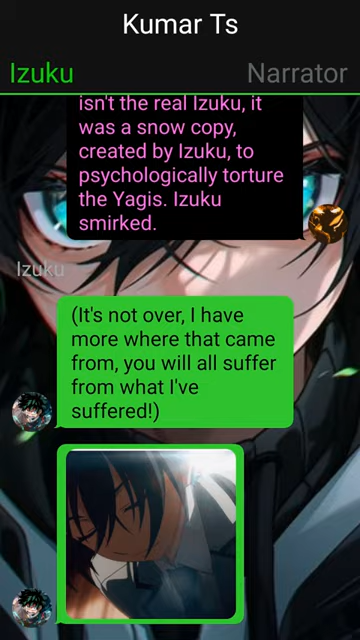 Kumar Ts
Izuku
Narrator
isn't the real Izuku, it
was a snow copy,
created by Izuku, to
psychologically torture
the Yagis. Izuku
smirked.
Izuku
(It's not over, I have
more where that came
from, you will all suffer
from what I've
suffered!)